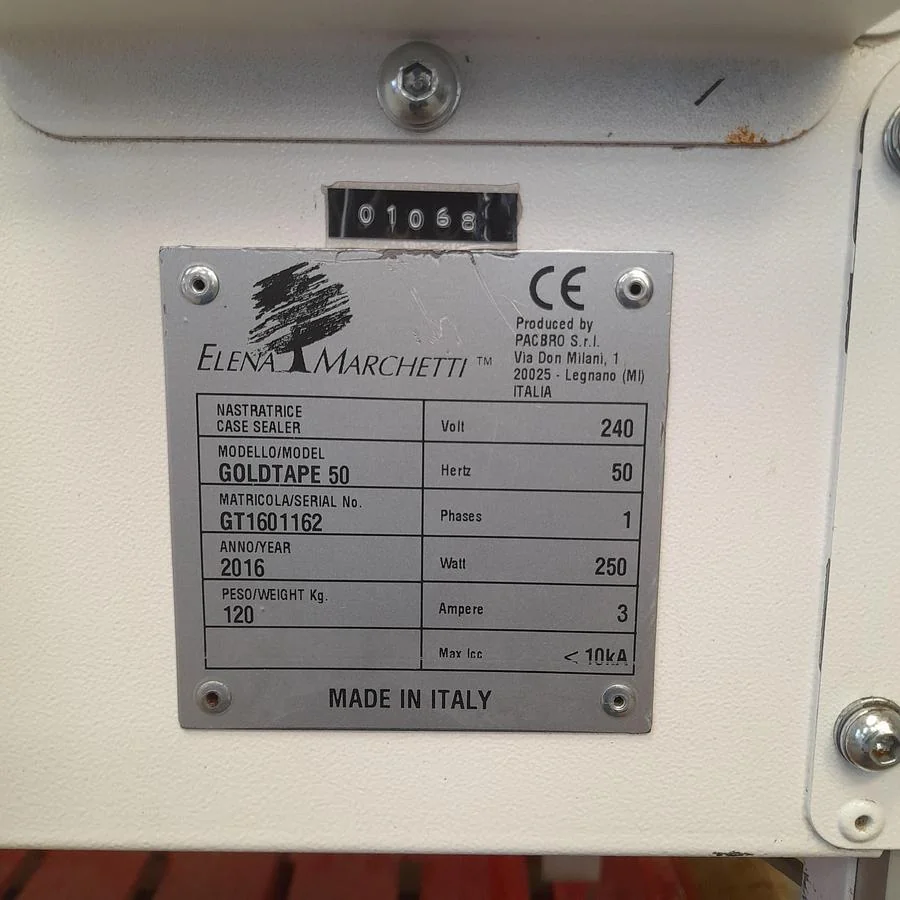 01068
ELENA MARCHETTI ™
CE
Produced by
PACBRO S.r.l.
Via Don Milani, 1
20025 - Legnano (MI)
ITALIA
NASTRATRICE
CASE SEALER
Volt 240
MODELLO/MODEL
GOLDTAPE 50
Hertz 50
MATRICOLA/SERIAL No.
GT1601162
Phases 1
ANNO/YEAR
2016
Watt 250
PESO/WEIGHT Kg.
120
Ampere 3
Max Icc < 10kA
MADE IN ITALY